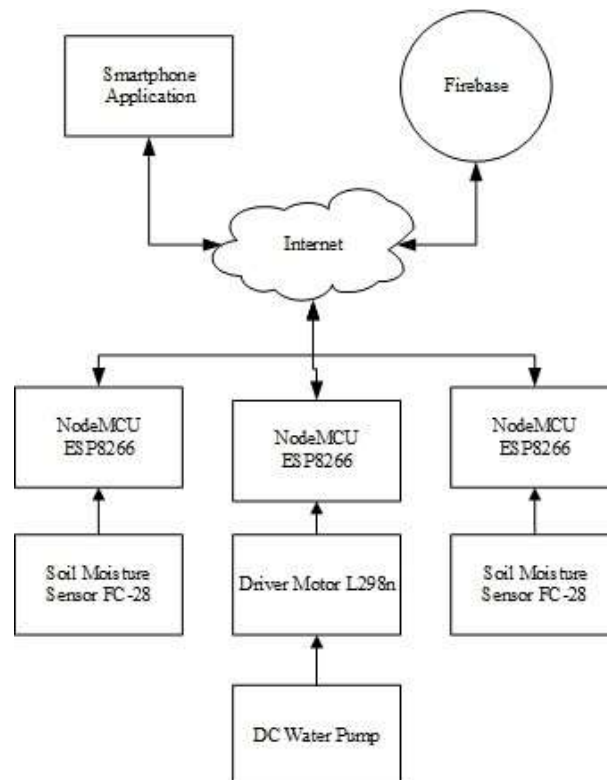 Smartphone
Application
Firebase
Internet
NodeMCU
ESP8266
NodeMCU
ESP8266
NodeMCU
ESP8266
Soil Moisture
Sensor FC-28
Driver Motor L298n
Soil Moisture
Sensor FC-28
DC Water Pump